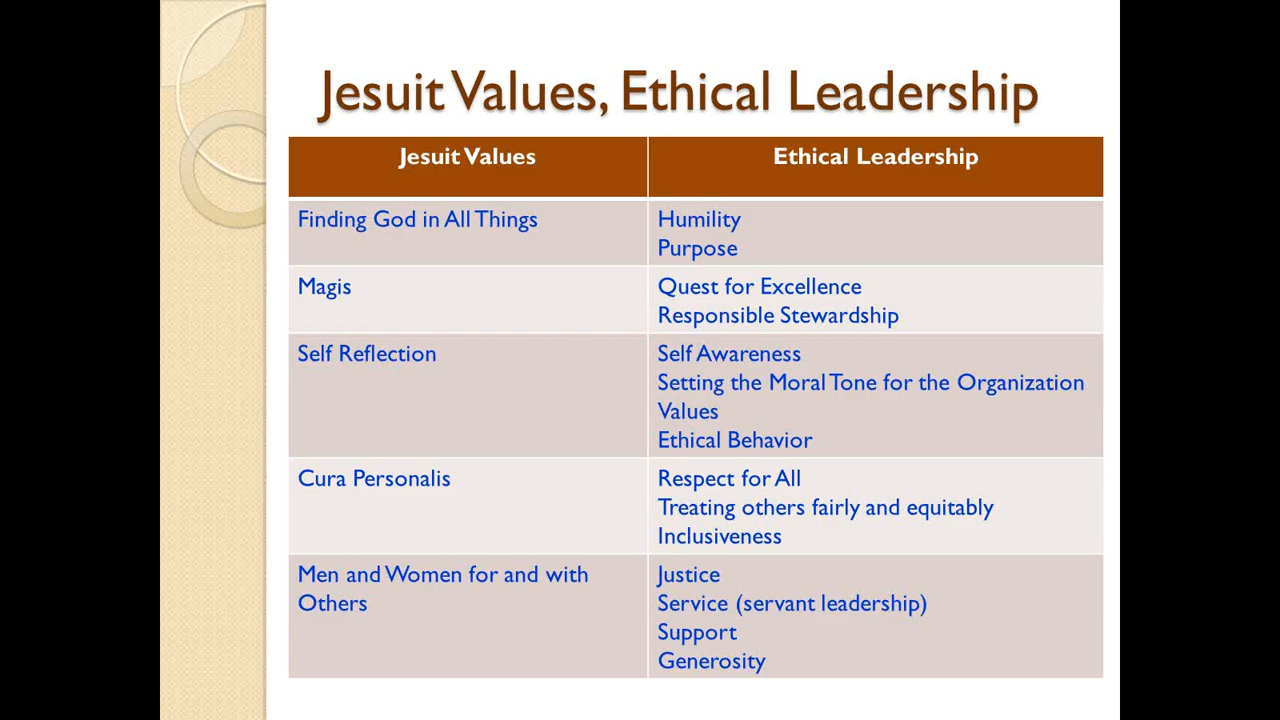 Jesuit Values, Ethical Leadership
Jesuit Values
Ethical Leadership
Finding God in All Things
Humility
Purpose
Magis
Quest for Excellence
Responsible Stewardship
Self Reflection
Self Awareness
Setting the Moral Tone for the Organization
Values
Ethical Behavior
Cura Personalis
Respect for All
Treating others fairly and equitably
Inclusiveness
Men and Women for and with
Others
Justice
Service (servant leadership)
Support
Generosity